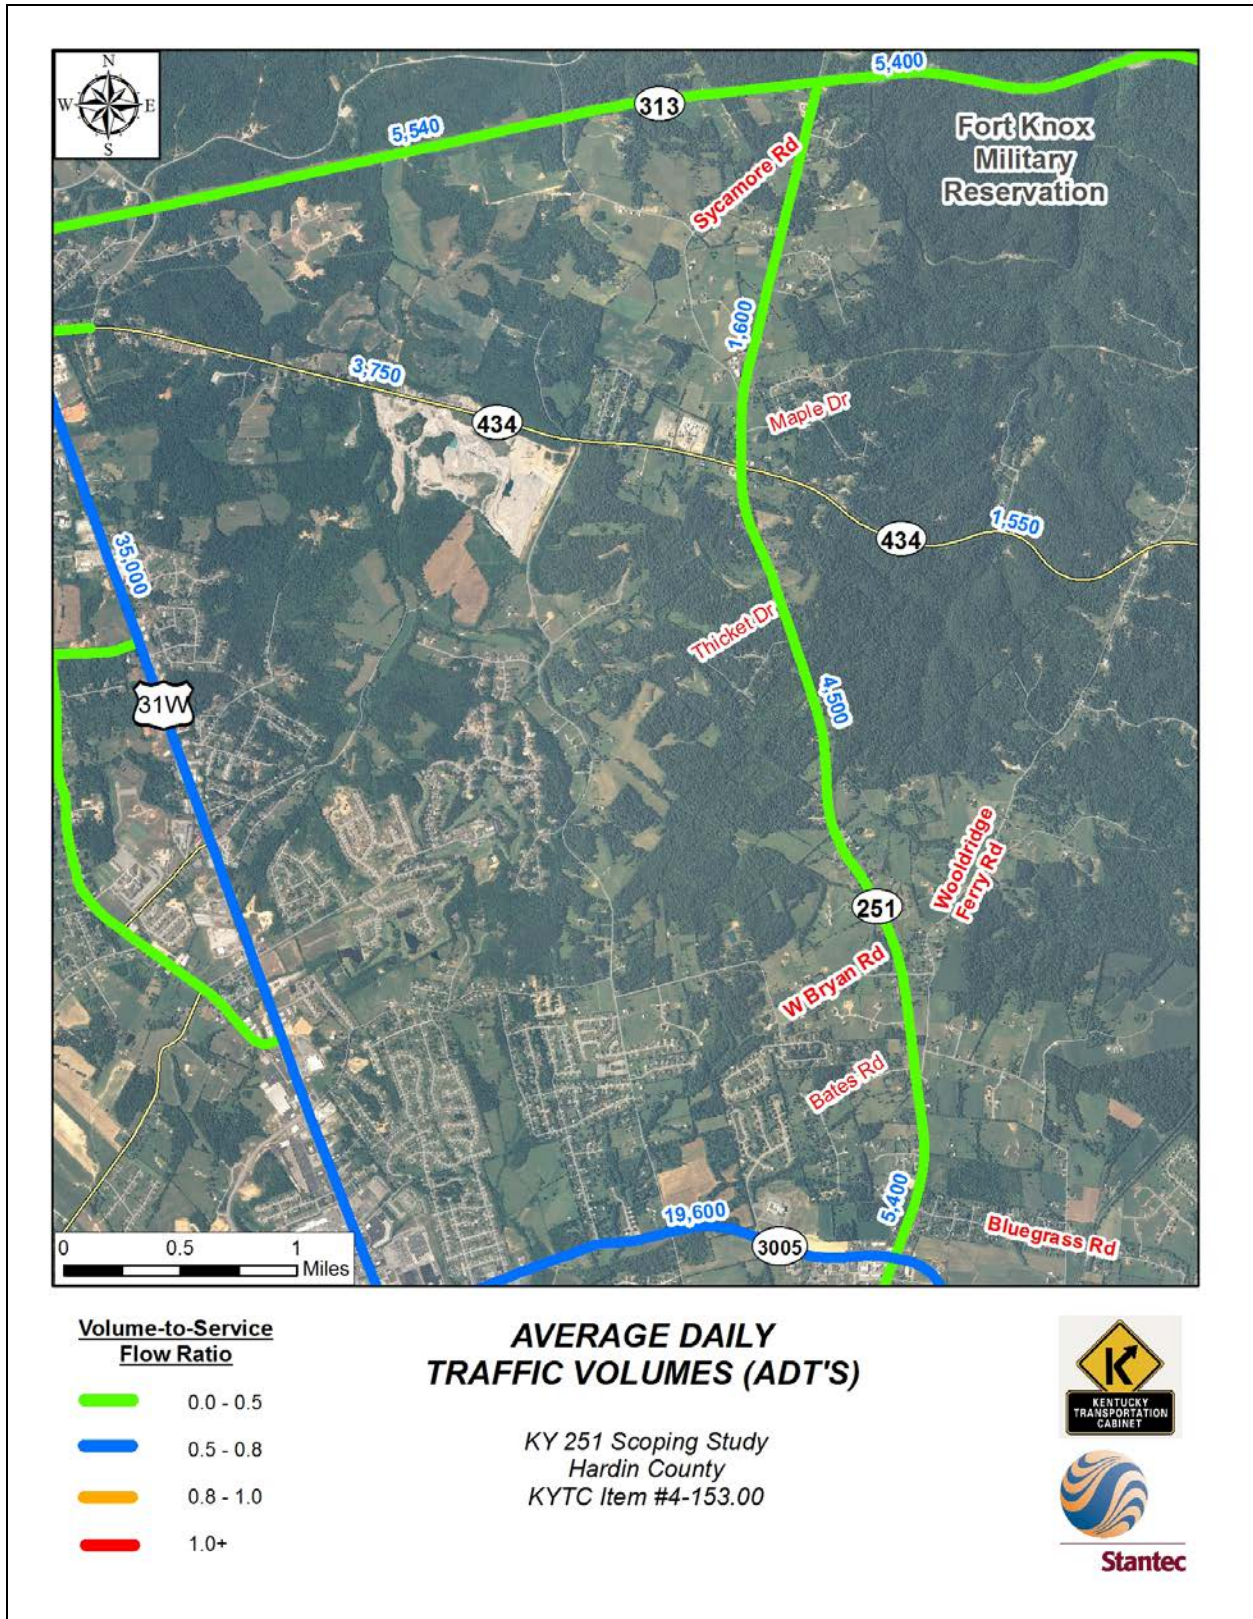 N
W
E
S
5,400
313
5,540
Fort Knox
Military
Reservation
Sycamore Rd
1,600
3,750
434
Maple Dr
35,000
434
1,550
Thicket Dr
4,500
31W
Wooldridge
Ferry Rd
251
W Bryan Rd
Bates Rd
5,400
19,600
3005
Bluegrass Rd
0 0.5 1
Miles
Volume-to-Service
Flow Ratio
0.0 - 0.5
0.5 - 0.8
0.8 - 1.0
1.0+
AVERAGE DAILY
TRAFFIC VOLUMES (ADT'S)
KY 251 Scoping Study
Hardin County
KYTC Item #4-153.00
K
KENTUCKY
TRANSPORTATION
CABINET
Stantec